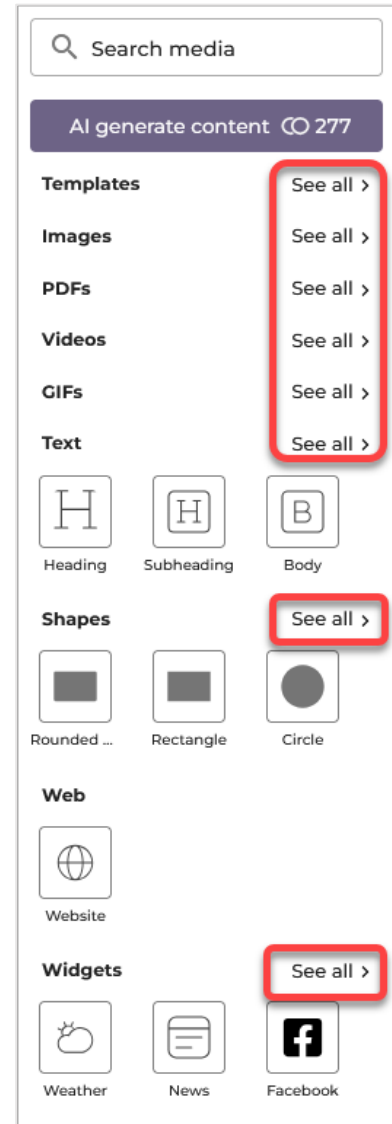 Search media
AI generate content 277
Templates See all >
Images See all >
PDFs See all >
Videos See all >
GIFs See all >
Text See all >
H H B
Heading Subheading Body
Shapes See all >
Rounded ... Rectangle Circle
Web
Website
Widgets See all >
Weather News Facebook